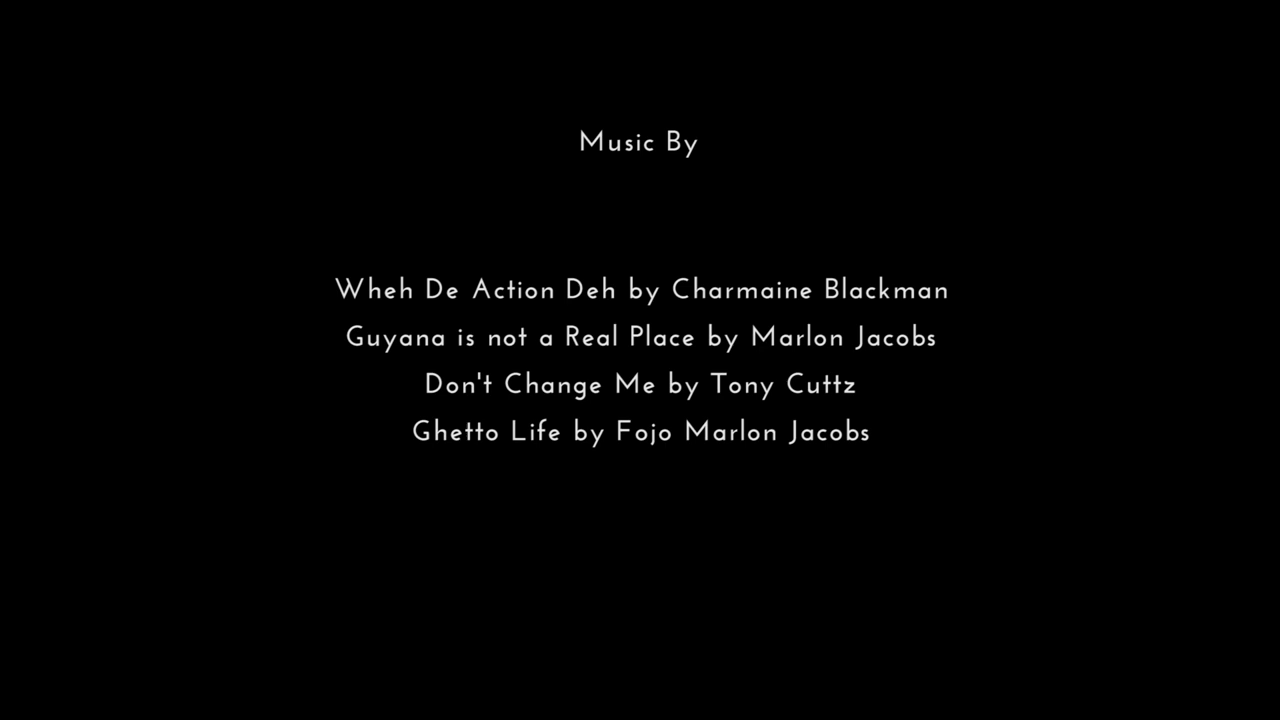 Music By
Wheh De Action Deh by Charmaine Blackman
Guyana is not a Real Place by Marlon Jacobs
Don't Change Me by Tony Cuttz
Ghetto Life by Fojo Marlon Jacobs